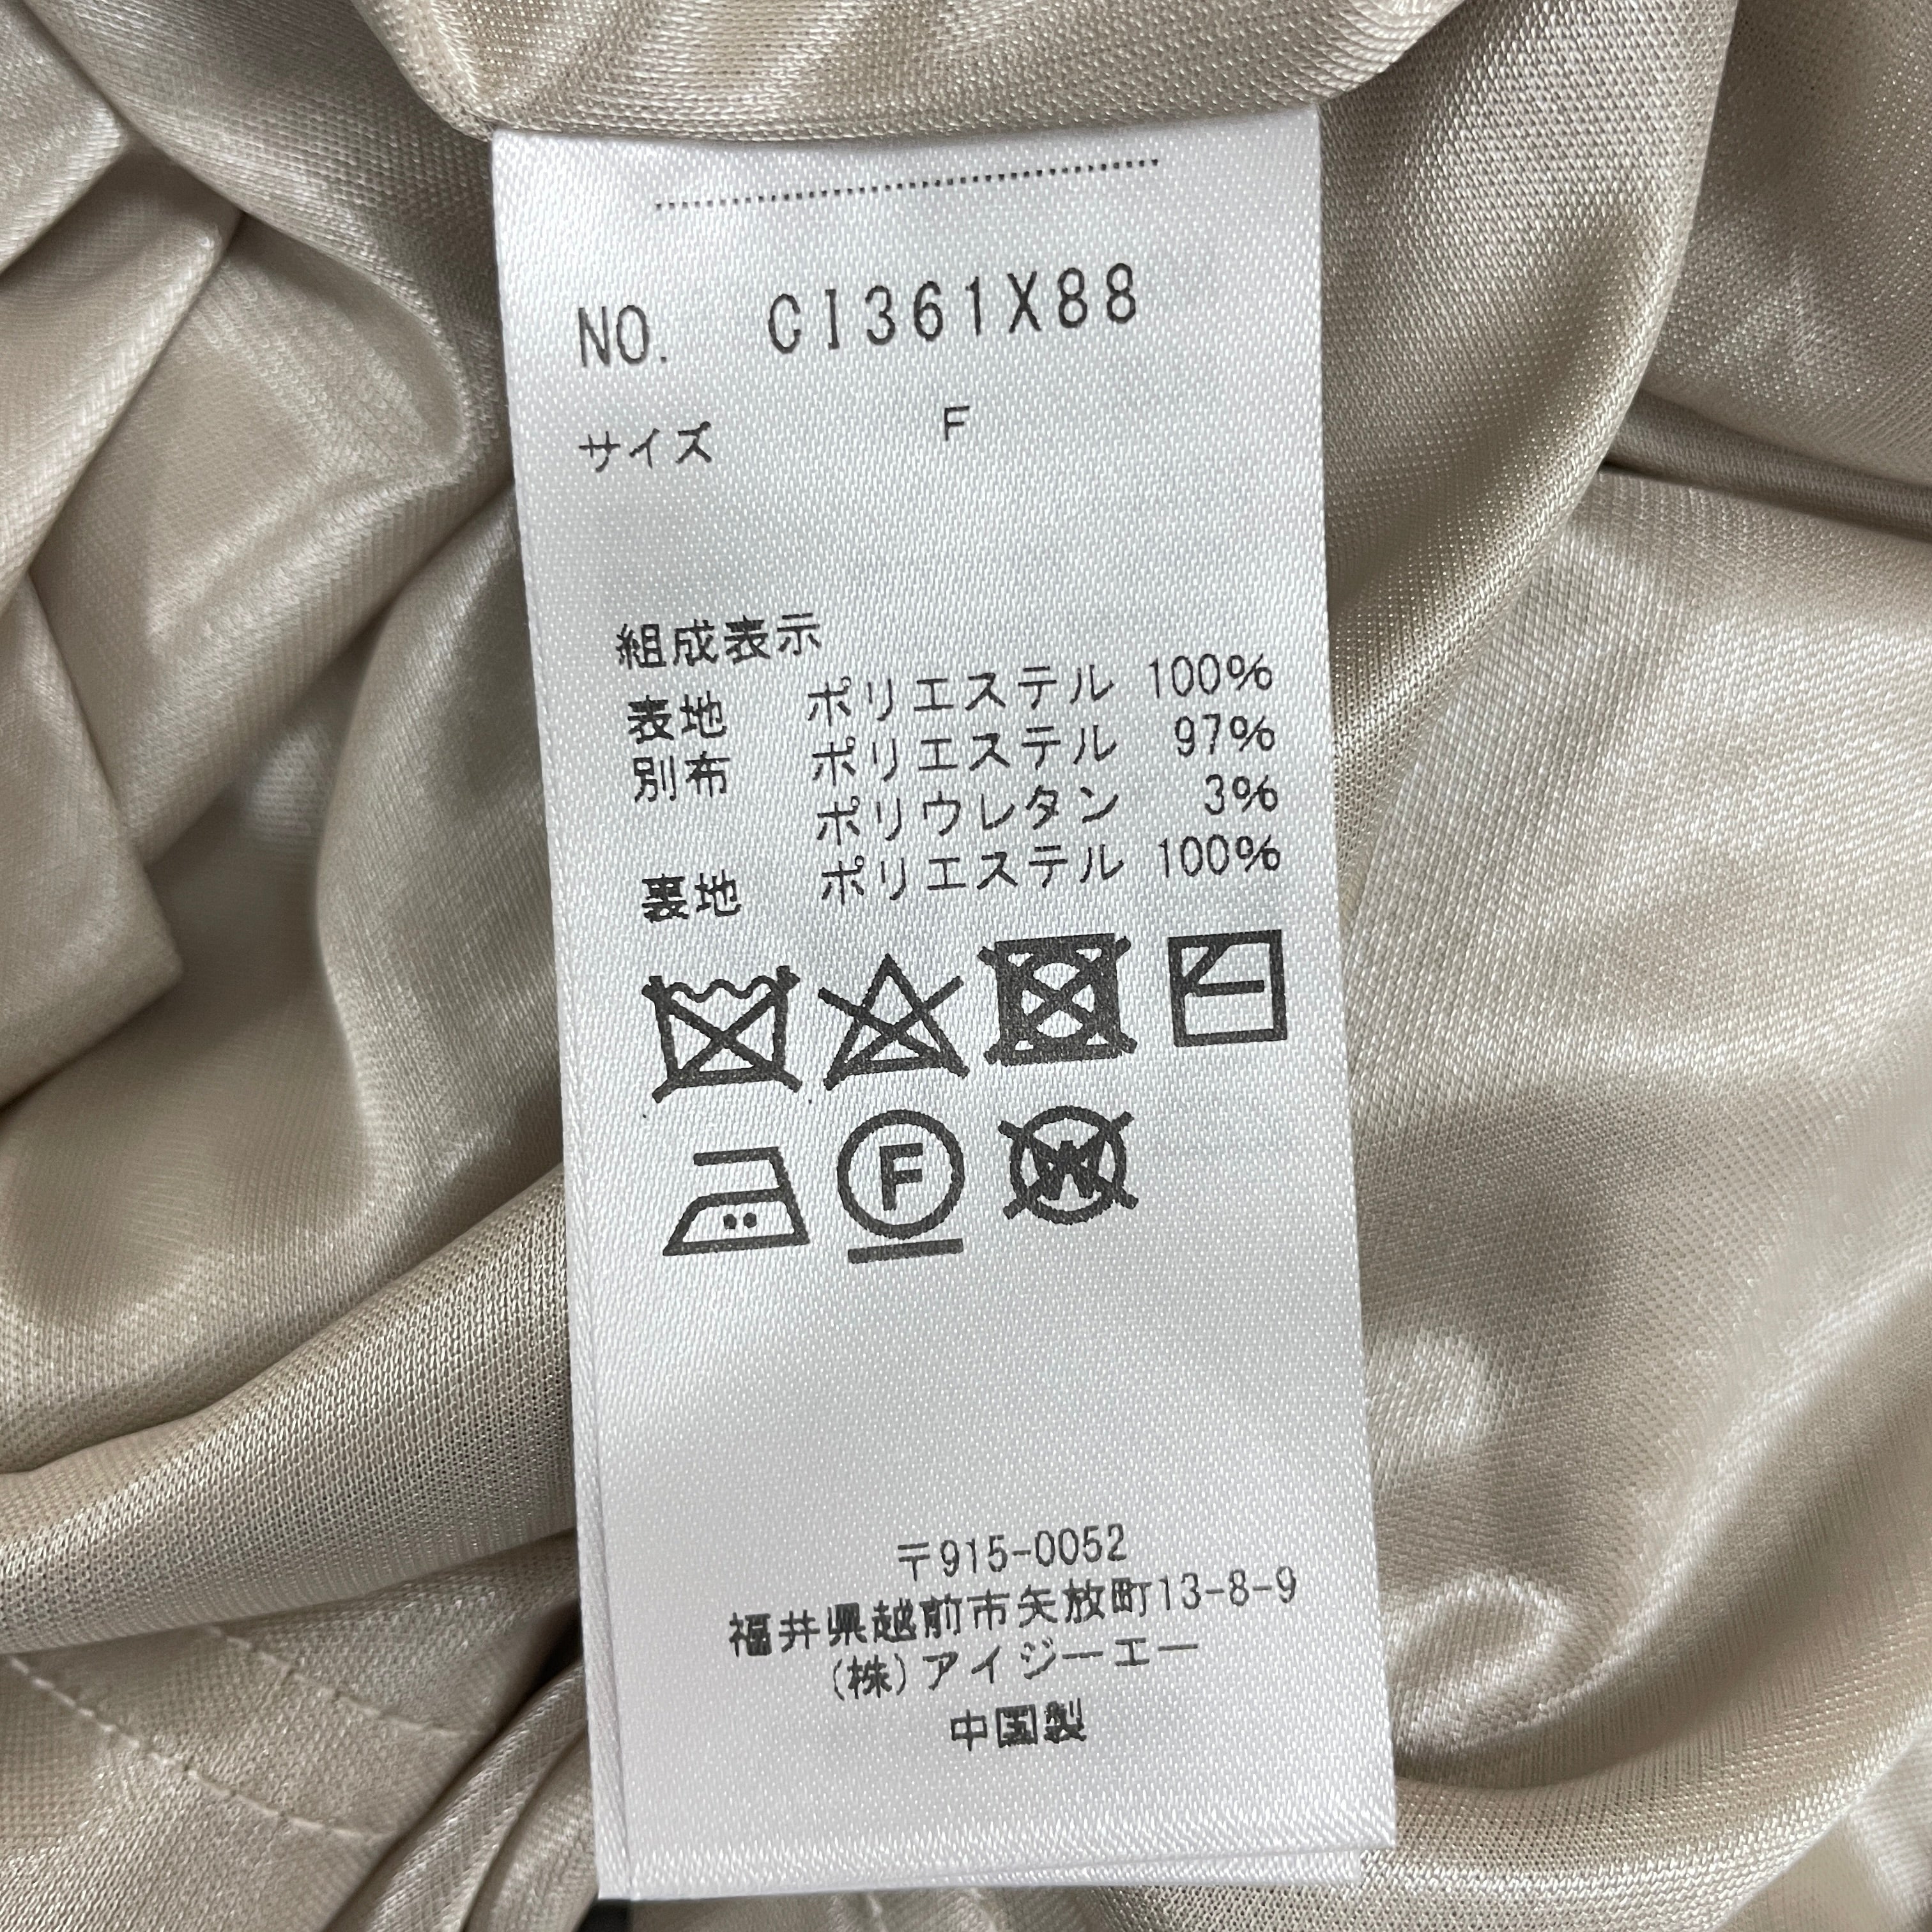 NO. CI361X88
サイズ F
組成表示
表地 ポリエステル 100%
別布 ポリエステル 97%
ポリウレタン 3%
裏地 ポリエステル 100%
F
W
〒915-0052
福井県越前市矢放町13-8-9
(株)アイジーエー
中国製